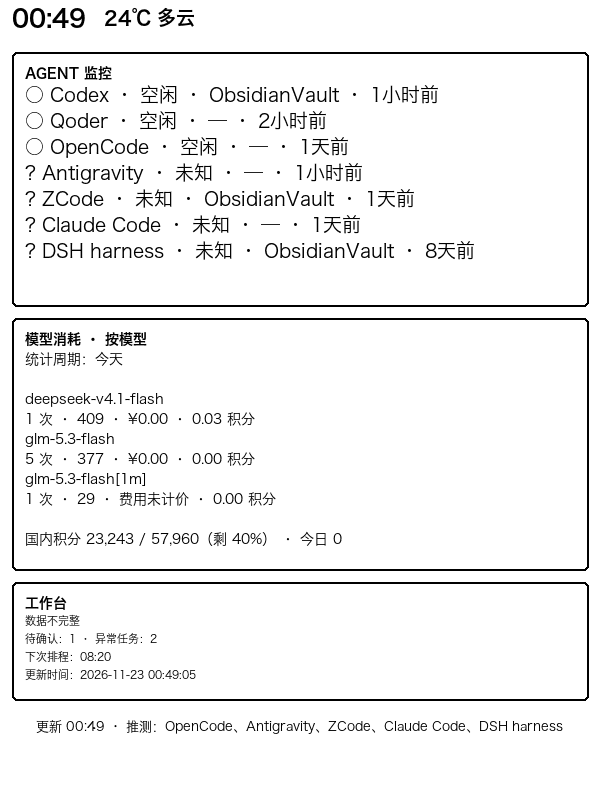 00:49 24℃ 多云
AGENT 监控
○ Codex · 空闲 · ObsidianVault · 1小时前
○ Qoder · 空闲 · — · 2小时前
○ OpenCode · 空闲 · — · 1天前
? Antigravity · 未知 · — · 1小时前
? ZCode · 未知 · ObsidianVault · 1天前
? Claude Code · 未知 · — · 1天前
? DSH harness · 未知 · ObsidianVault · 8天前
模型消耗 · 按模型
统计周期：今天
deepseek-v4.1-flash
1 次 · 409 · ¥0.00 · 0.03 积分
glm-5.3-flash
5 次 · 377 · ¥0.00 · 0.00 积分
glm-5.3-flash[1m]
1 次 · 29 · 费用未计价 · 0.00 积分
国内积分 23,243 / 57,960（剩 40%） · 今日 0
工作台
数据不完整
待确认：1 · 异常任务：2
下次排程：08:20
更新时间：2026-11-23 00:49:05
更新 00:49 · 推测：OpenCode、Antigravity、ZCode、Claude Code、DSH harness